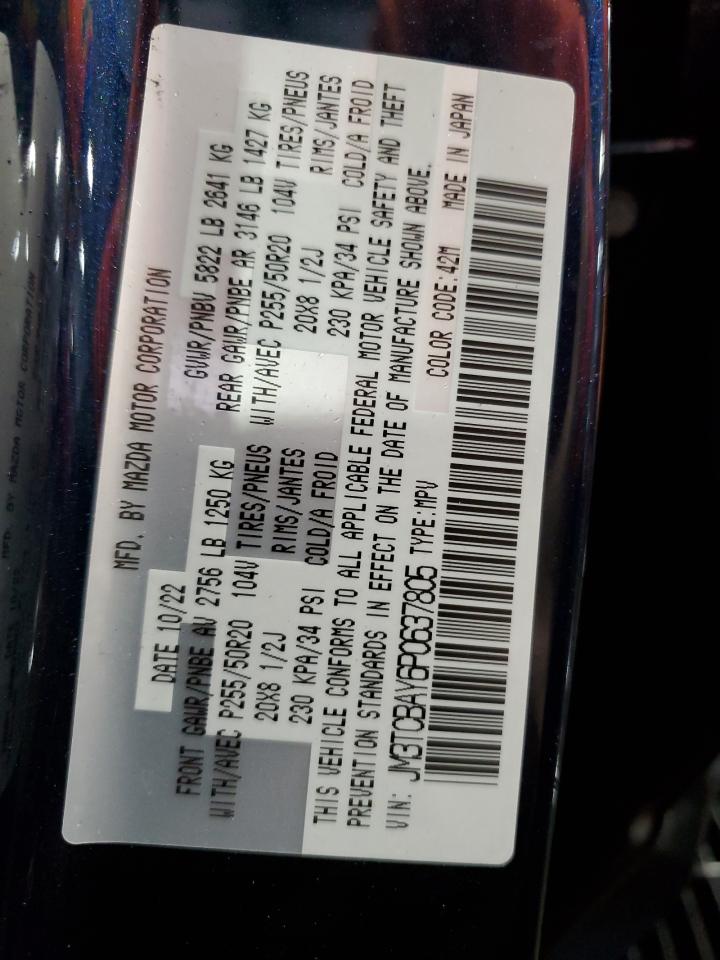 MFD. BY MAZDA MOTOR CORPORATION
DATE 10/22 GVWR/PNBV 5822 LB 2641 KG
FRONT GAWR/PNBE AV 2756 LB 1250 KG REAR GAWR/PNBE AR 3146 LB 1427 KG
WITH/AVEC P255/50R20 104V TIRES/PNEUS WITH/AVEC P255/50R20 104V TIRES/PNEUS
20X8 1/2J RIMS/JANTES 20X8 1/2J RIMS/JANTES
230 KPA/34 PSI COLD/A FROID 230 KPA/34 PSI COLD/A FROID
THIS VEHICLE CONFORMS TO ALL APPLICABLE FEDERAL MOTOR VEHICLE SAFETY AND THEFT
PREVENTION STANDARDS IN EFFECT ON THE DATE OF MANUFACTURE SHOWN ABOVE.
VIN: JM3TCBAY6P0637805 TYPE:MPV COLOR CODE:42M MADE IN JAPAN